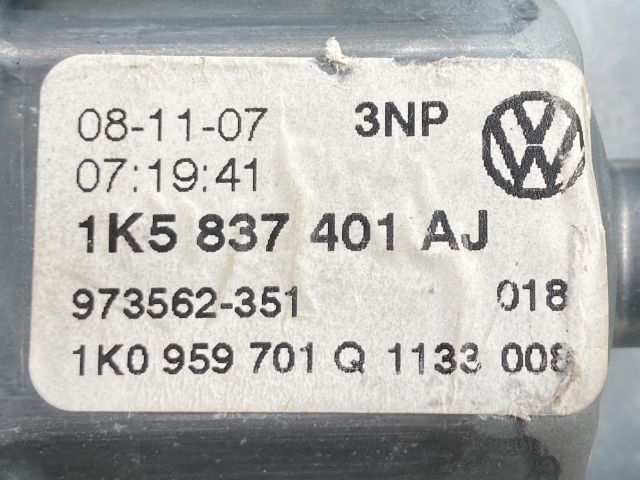 08-11-07 3NP
07:19:41
1K5 837 401 AJ
973562-351 018
1K0 959 701 Q 1133 008